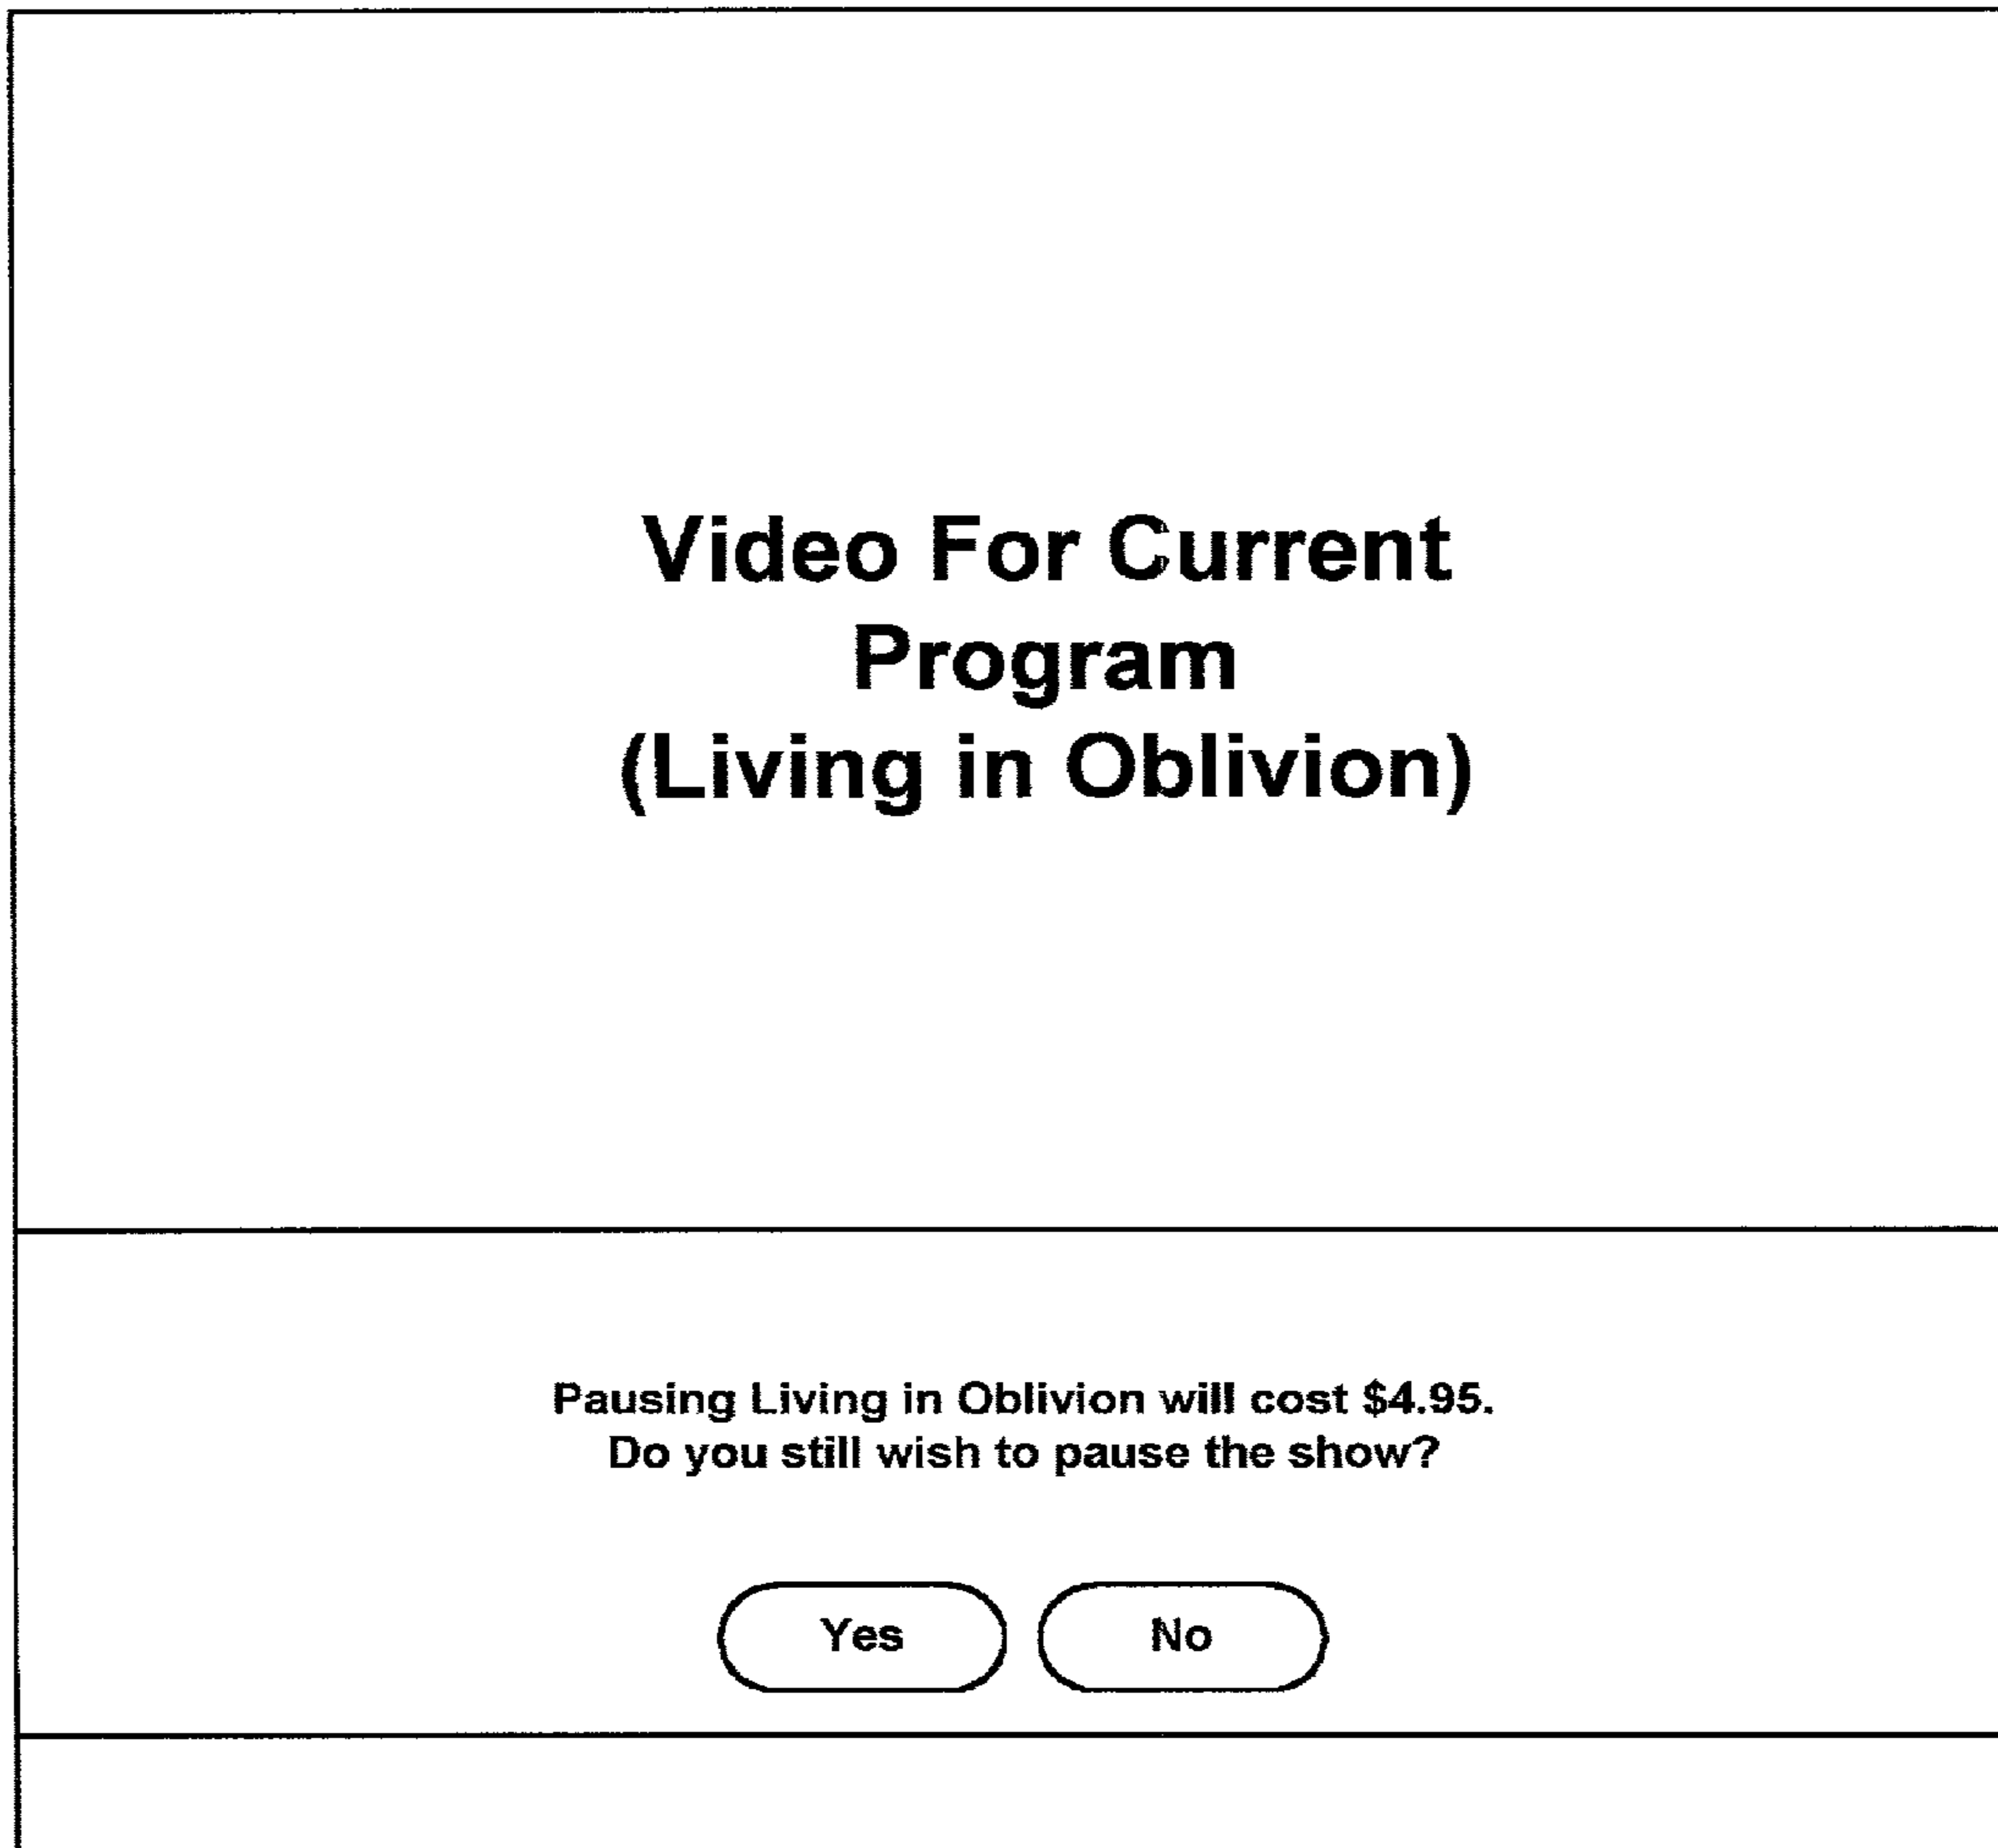 Video For Current
Program
(Living in Oblivion)
Pausing Living in Oblivion will cost $4.95.
Do you still wish to pause the show?
Yes No